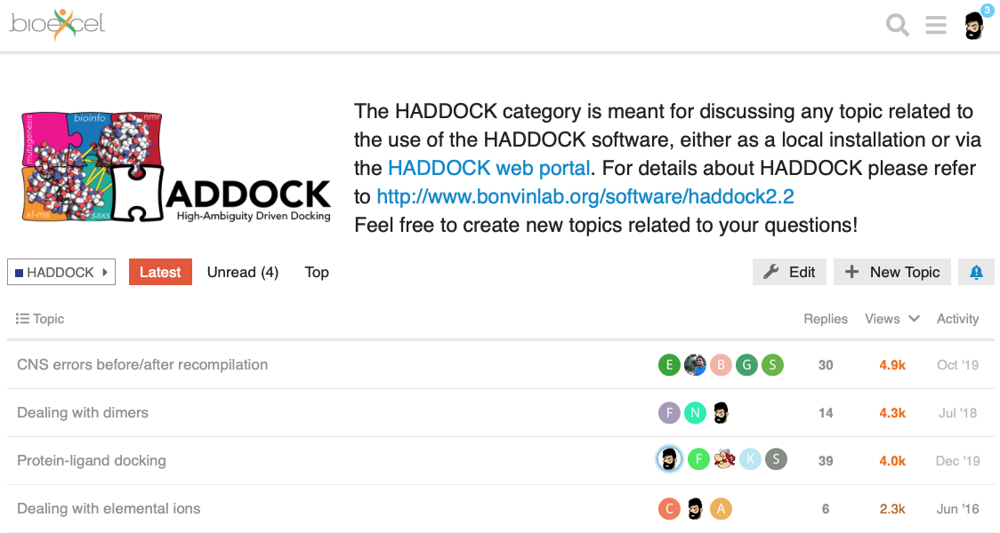 bioexcel
3
The HADDOCK category is meant for discussing any topic related to
the use of the HADDOCK software, either as a local installation or via
the HADDOCK web portal. For details about HADDOCK please refer
to http://www.bonvinlab.org/software/haddock2.2
Feel free to create new topics related to your questions!
mutagenesis
bioinfo
nmr
xl-ms
saxs
ADDOCK
High-Ambiguity Driven Docking
HADDOCK
Latest
Unread (4)
Top
Edit
New Topic
Topic
Replies
Views
Activity
CNS errors before/after recompilation
E
B
G
S
30
4.9k
Oct '19
Dealing with dimers
F
N
14
4.3k
Jul '18
Protein-ligand docking
F
K
S
39
4.0k
Dec '19
Dealing with elemental ions
C
A
6
2.3k
Jun '16